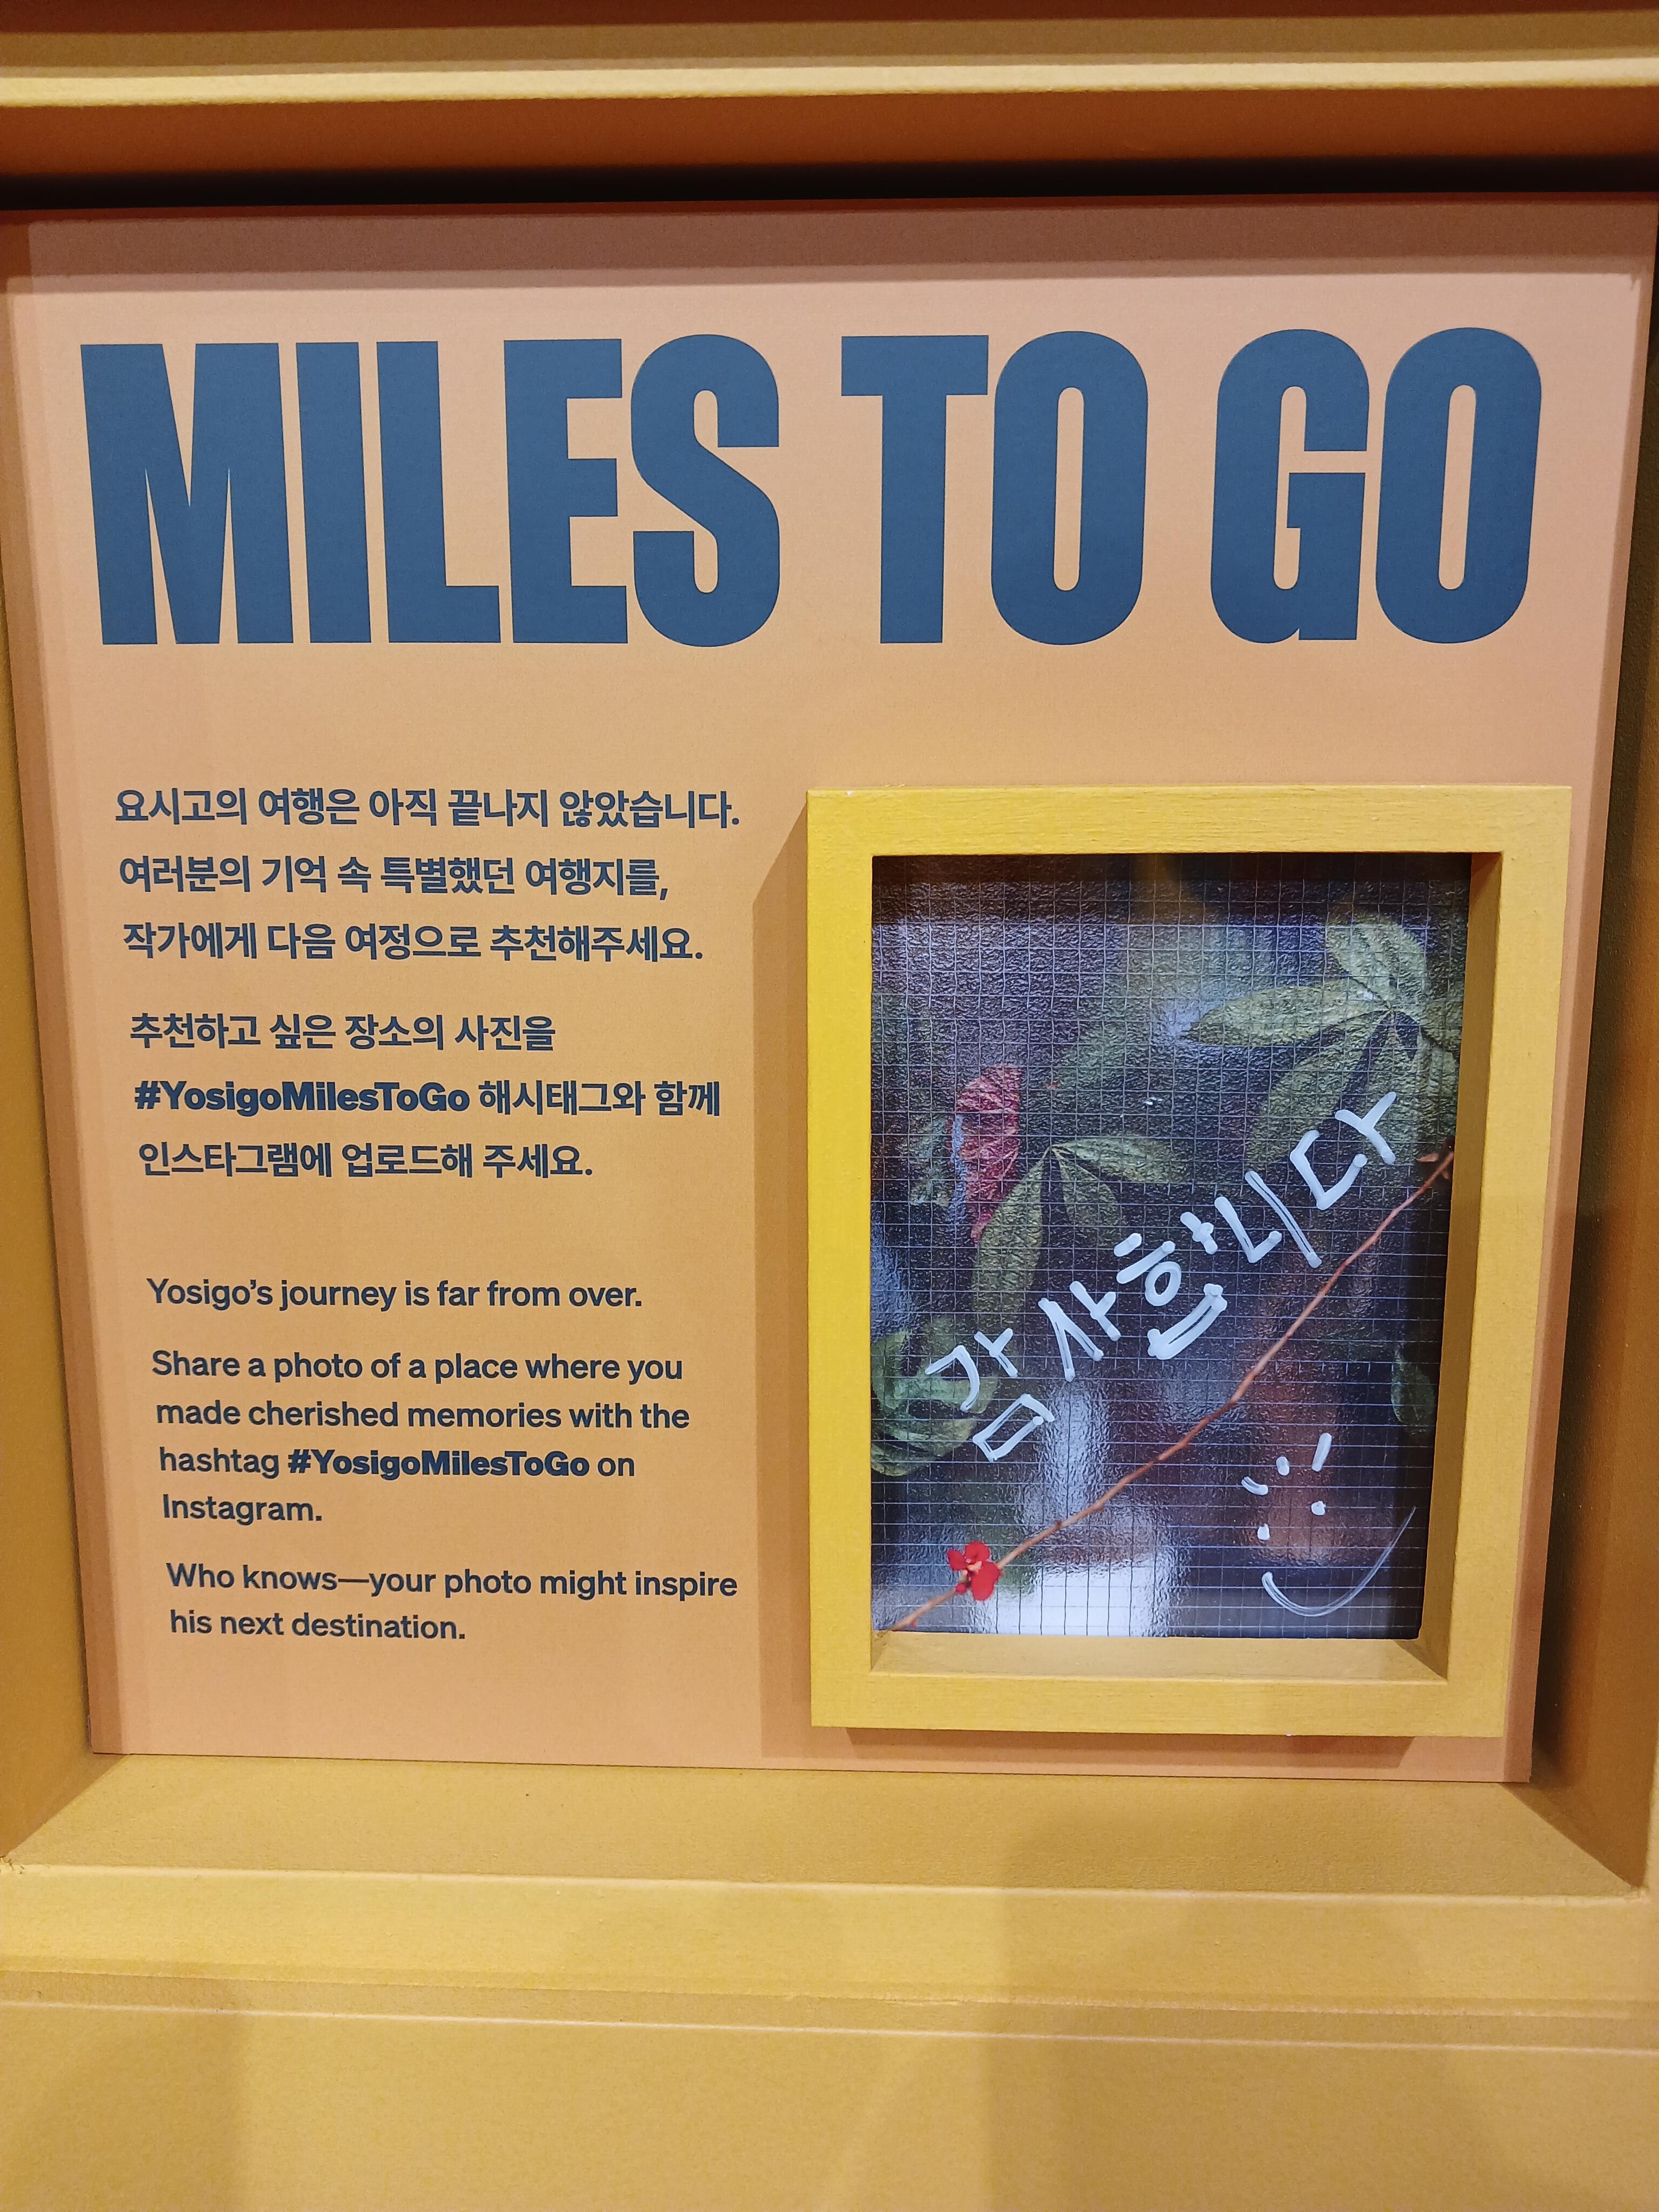 MILES TO GO
요시고의 여행은 아직 끝나지 않았습니다.
여러분의 기억 속 특별했던 여행지를,
작가에게 다음 여정으로 추천해주세요.
추천하고 싶은 장소의 사진을
#YosigoMilesToGo 해시태그와 함께
인스타그램에 업로드해 주세요.
Yosigo’s journey is far from over.
Share a photo of a place where you
made cherished memories with the
hashtag #YosigoMilesToGo on
Instagram.
Who knows—your photo might inspire
his next destination.
감사합니다